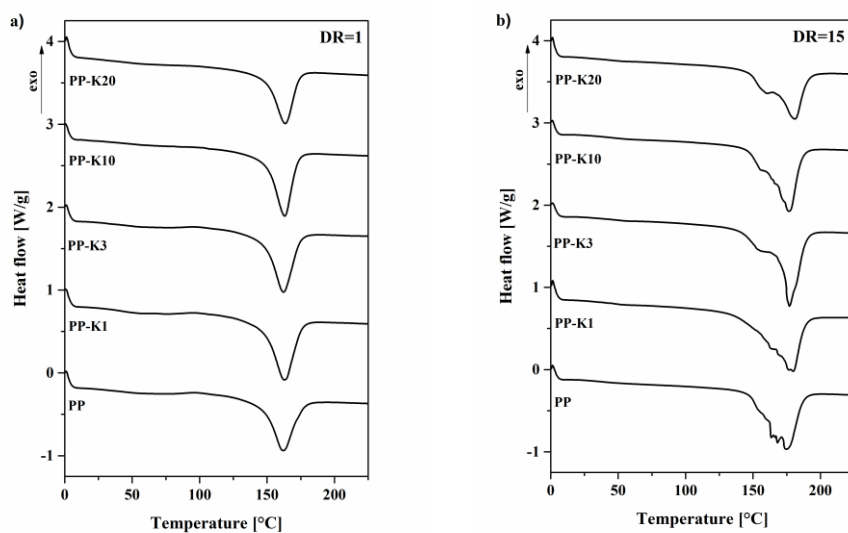 a)
DR=1
exo
4
3
2
1
0
-1
Heat flow [W/g]
PP-K20
PP-K10
PP-K3
PP-K1
PP
0
50
100
150
200
Temperature [°C]
b)
DR=15
exo
4
3
2
1
0
-1
Heat flow [W/g]
PP-K20
PP-K10
PP-K3
PP-K1
PP
0
50
100
150
200
Temperature [°C]